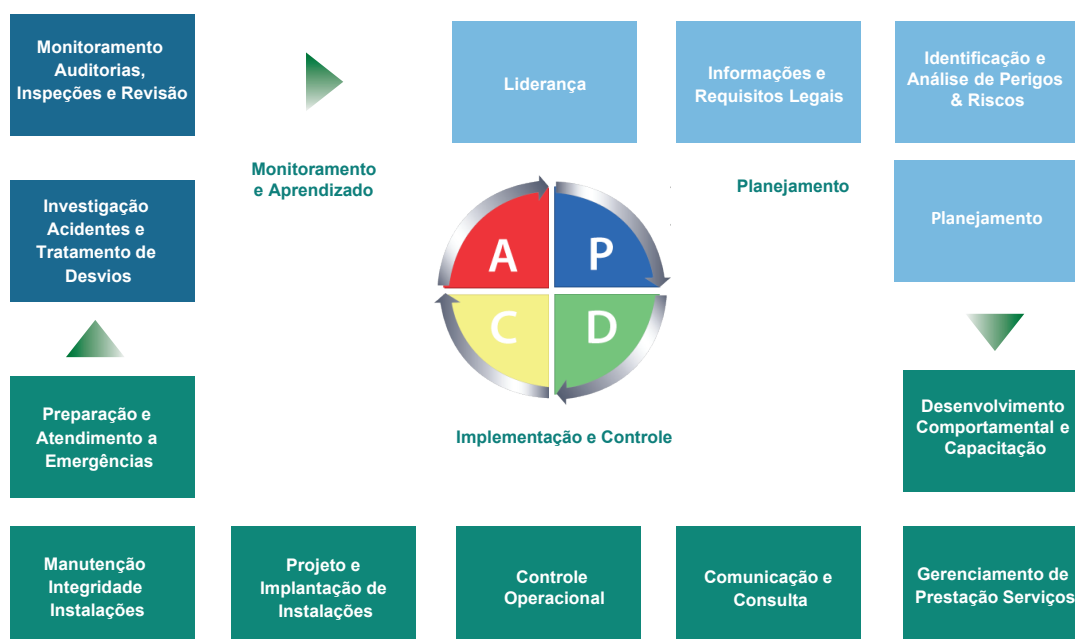 Monitoramento
Auditorias,
Inspeções e Revisão
Liderança
Informações e
Requisitos Legais
Identificação e
Análise de Perigos
& Riscos
Monitoramento
e Aprendizado
Planejamento
Planejamento
Investigação
Acidentes e
Tratamento de
Desvios
A
P
C
D
Preparação e
Atendimento a
Emergências
Implementação e Controle
Desenvolvimento
Comportamental e
Capacitação
Manutenção
Integridade
Instalações
Projeto e
Implantação de
Instalações
Controle
Operacional
Comunicação e
Consulta
Gerenciamento de
Prestação Serviços